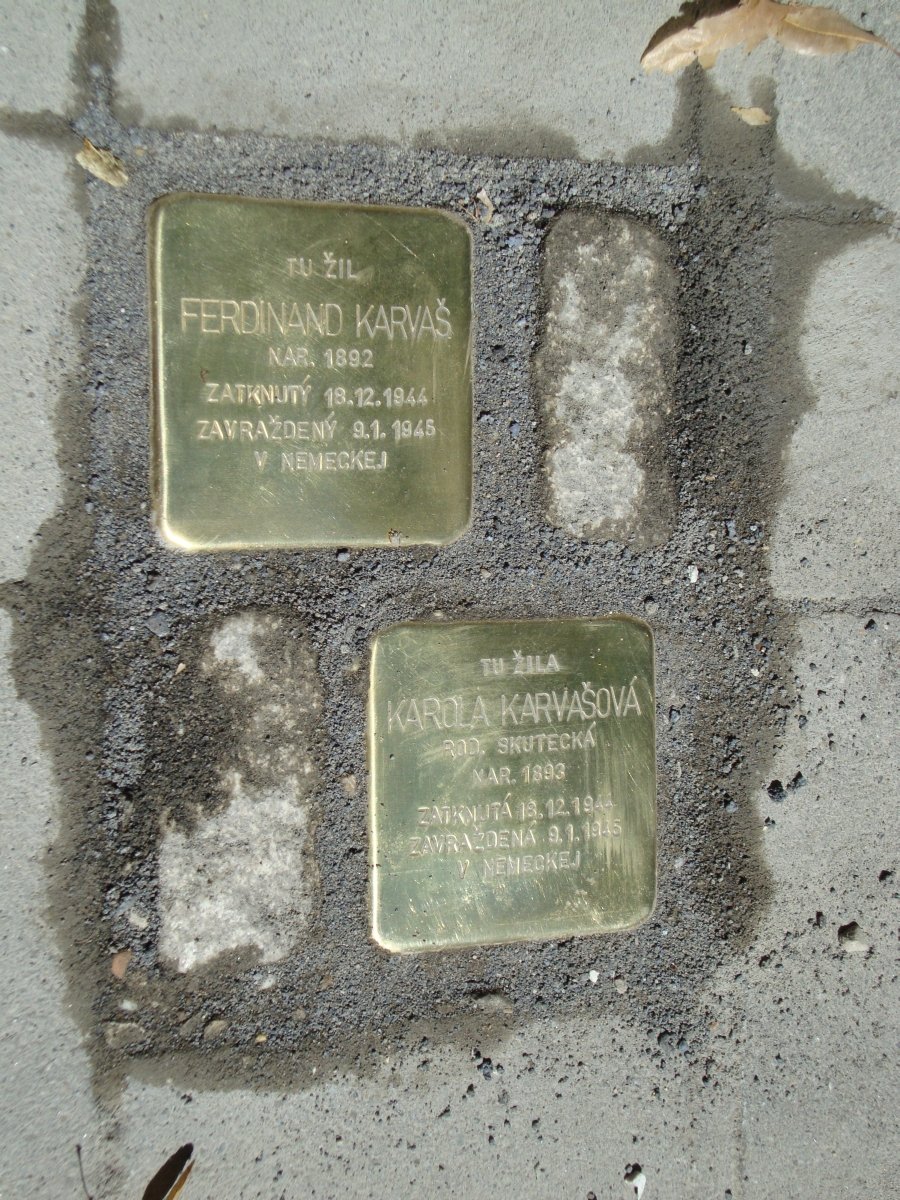 TU ŽIL
FERDINAND KARVAŠ
NAR. 1892
ZATKNUTÝ 18.12.1944
ZAVRAŽDENÝ 9.1.1945
V NEMECKEJ
TU ŽILA
KAROLA KARVAŠOVÁ
ROD. SKUTECKÁ
NAR. 1893
ZATKNUTÁ 18.12.1944
ZAVRAŽDENÁ 9.1.1945
V NEMECKEJ